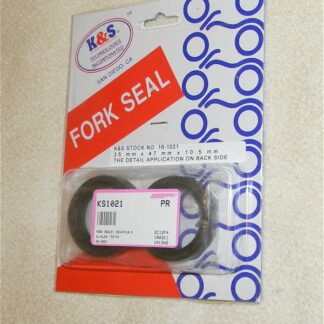 K&S
TECHNOLOGIES
INCORPORATED
SAN DIEGO, CA
FORK SEAL
K&S STOCK NO. 16-1021
35 mm x 47 mm x 10.5 mm
THE DETAIL APPLICATION ON BACK SIDE
KS1021 PR